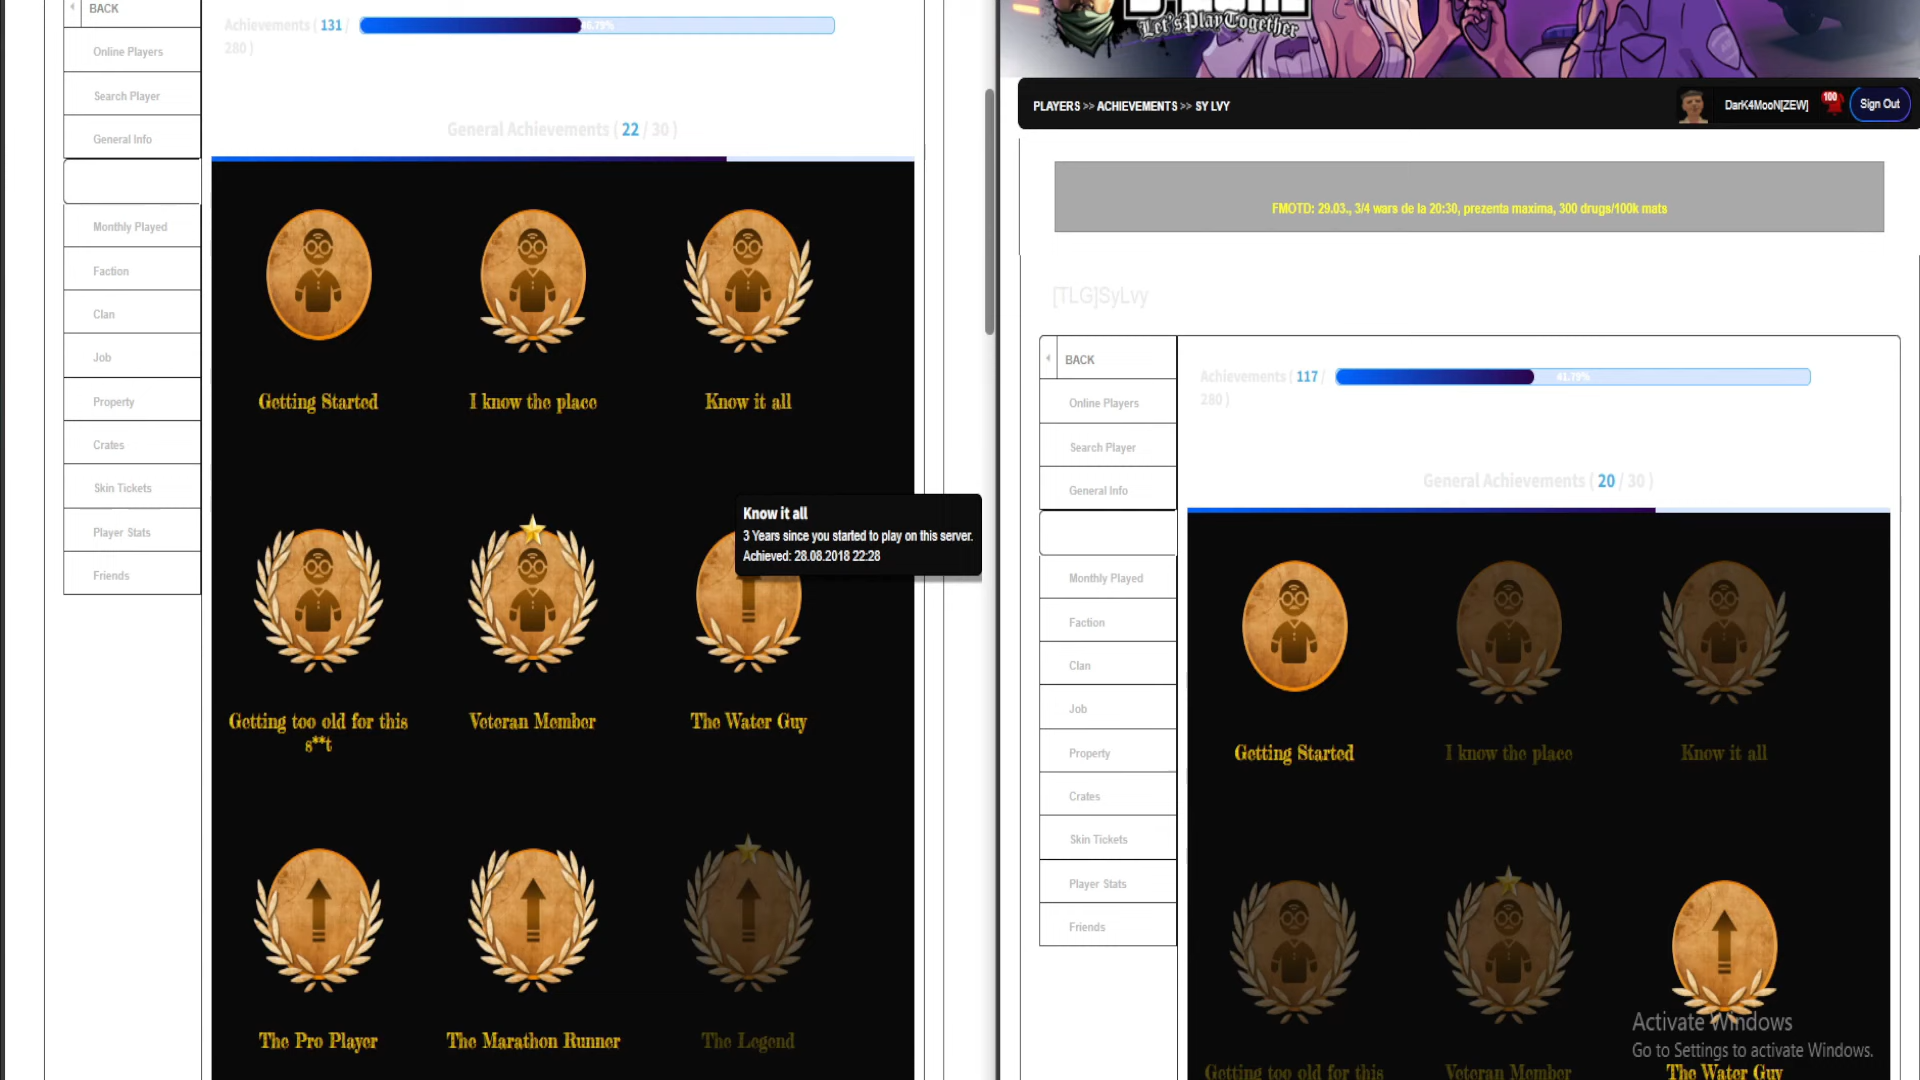 BACK
Online Players
Search Player
General Info
Monthly Played
Faction
Clan
Job
Property
Crates
Skin Tickets
Player Stats
Friends
Achievements ( 131 /
280 )
General Achievements ( 22 / 30 )
Getting Started
I know the place
Know it all
Know it all
3 Years since you started to play on this server.
Achieved: 28.08.2018 22:28
Getting too old for this
s**t
Veteran Member
The Water Guy
The Pro Player
The Marathon Runner
The Legend
Let's Play Together
PLAYERS >> ACHIEVEMENTS >> SY LVY
DarK4MooN[ZEW]
100
Sign Out
FMOTD: 29.03., 3/4 wars de la 20:30, prezenta maxima, 300 drugs/100k mats
[TLG]SyLvy
BACK
Online Players
Search Player
General Info
Monthly Played
Faction
Clan
Job
Property
Crates
Skin Tickets
Player Stats
Friends
Achievements ( 117 /
280 )
41.79%
General Achievements ( 20 / 30 )
Getting Started
I know the place
Know it all
Getting too old for this
Veteran Member
The Water Guy
Activate Windows
Go to Settings to activate Windows.